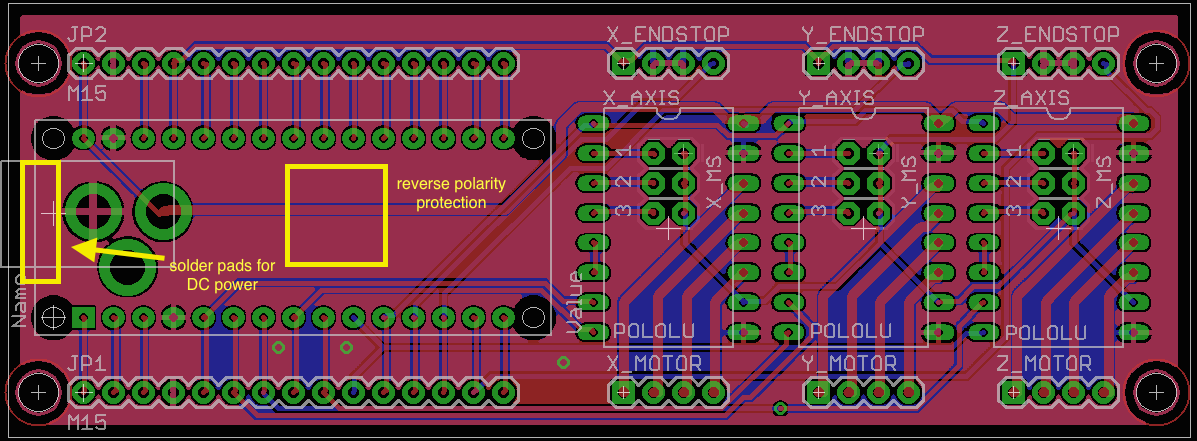 JP2
M15
X_ENDSTOP
Y_ENDSTOP
Z_ENDSTOP
X_AXIS
Y_AXIS
Z_AXIS
1
2
3
X_MS
1
2
3
Y_MS
1
2
3
Z_MS
reverse polarity
protection
solder pads for
DC power
Name
Value
POLOLU
POLOLU
POLOLU
JP1
M15
X_MOTOR
Y_MOTOR
Z_MOTOR